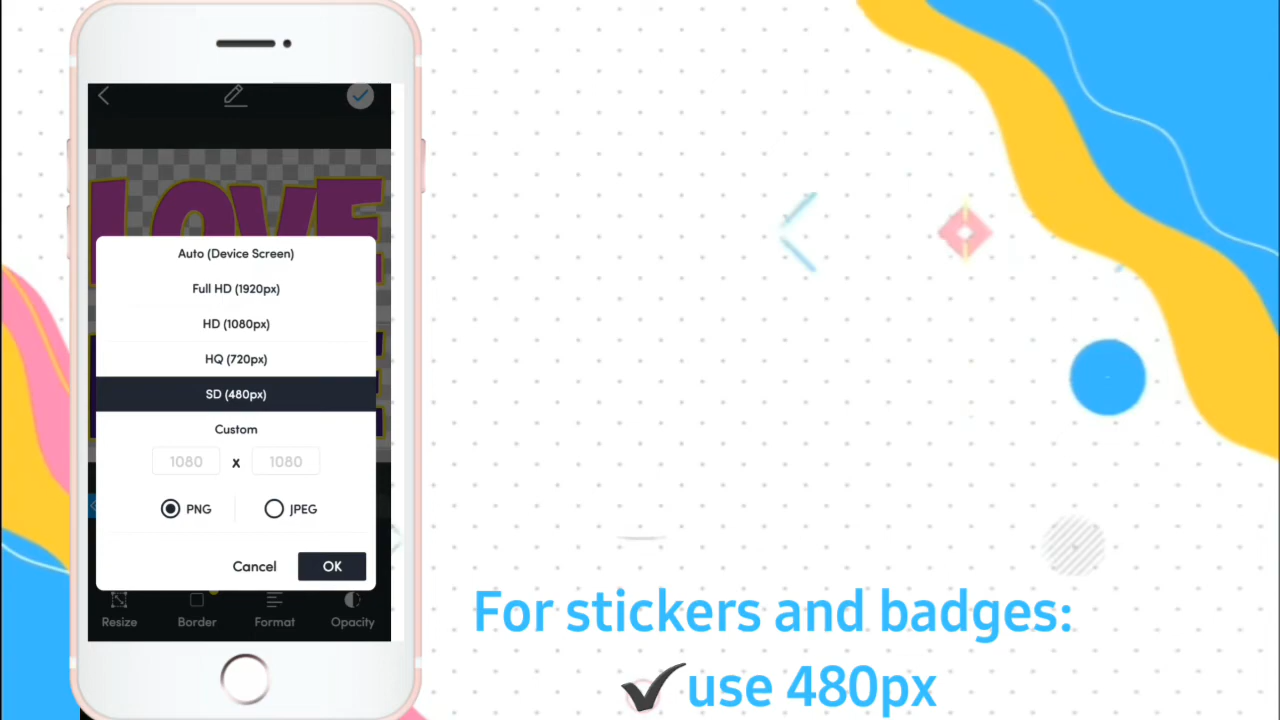 LOVE
Auto (Device Screen)
Full HD (1920px)
HD (1080px)
HQ (720px)
SD (480px)
Custom
1080 x 1080
PNG JPEG
Cancel OK
Resize Border Format Opacity
For stickers and badges:
use 480px